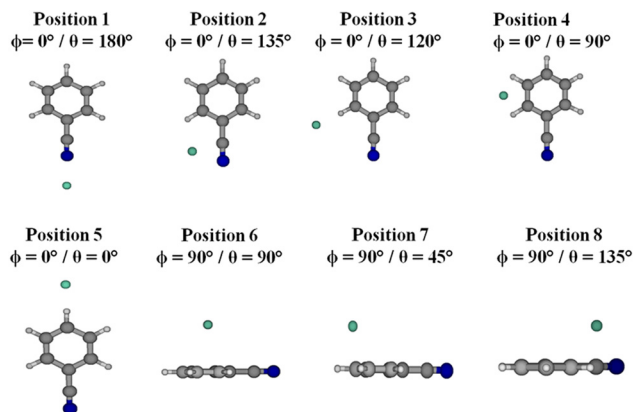 Position 1
ϕ= 0° / θ = 180°
Position 2
ϕ = 0° / θ = 135°
Position 3
ϕ = 0° / θ = 120°
Position 4
ϕ = 0° / θ = 90°
Position 5
ϕ = 0° / θ = 0°
Position 6
ϕ = 90° / θ = 90°
Position 7
ϕ = 90° / θ = 45°
Position 8
ϕ = 90° / θ = 135°